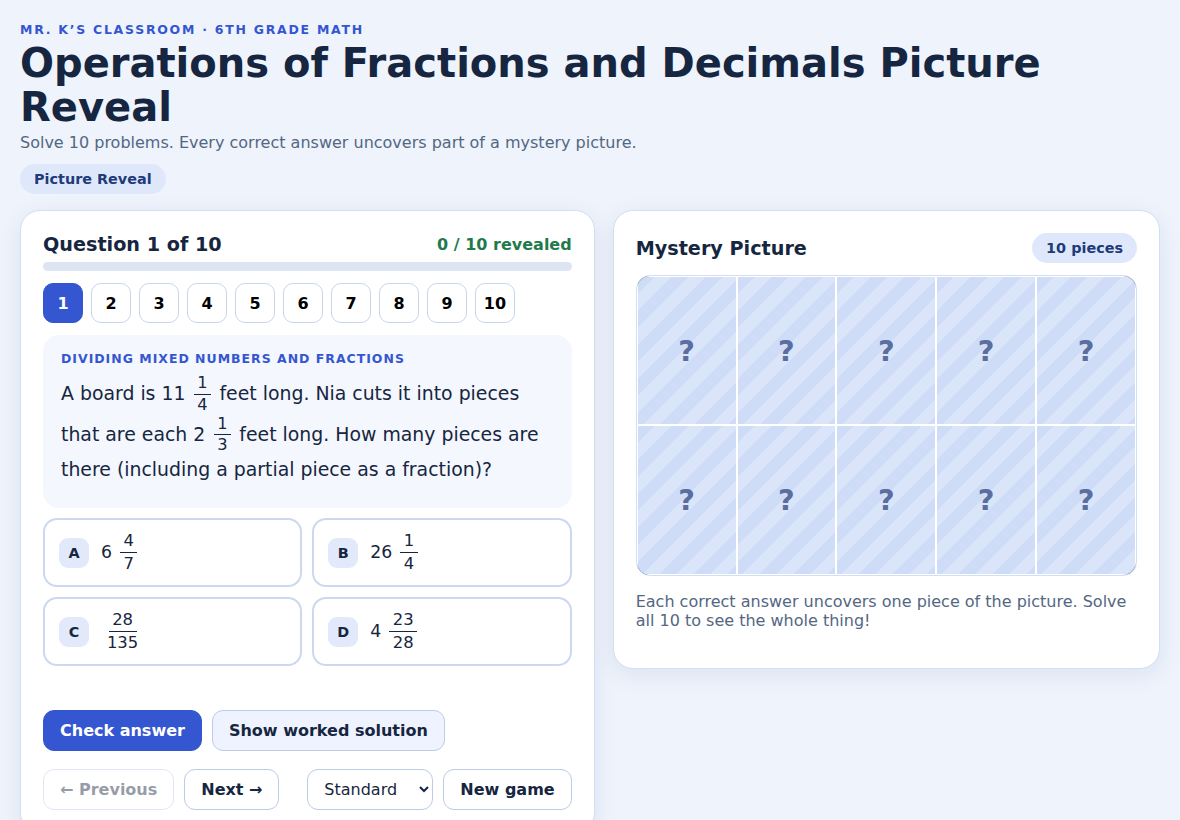 MR. K’S CLASSROOM · 6TH GRADE MATH
Operations of Fractions and Decimals Picture
Reveal
Solve 10 problems. Every correct answer uncovers part of a mystery picture.
Picture Reveal
Question 1 of 10
0 / 10 revealed
1 2 3 4 5 6 7 8 9 10
DIVIDING MIXED NUMBERS AND FRACTIONS
A board is 11 1/4 feet long. Nia cuts it into pieces
that are each 2 1/3 feet long. How many pieces are
there (including a partial piece as a fraction)?
A 6 4/7
B 26 1/4
C 28/135
D 4 23/28
Check answer
Show worked solution
← Previous
Next →
Standard
New game
Mystery Picture
10 pieces
? ? ? ? ?
? ? ? ? ?
Each correct answer uncovers one piece of the picture. Solve
all 10 to see the whole thing!